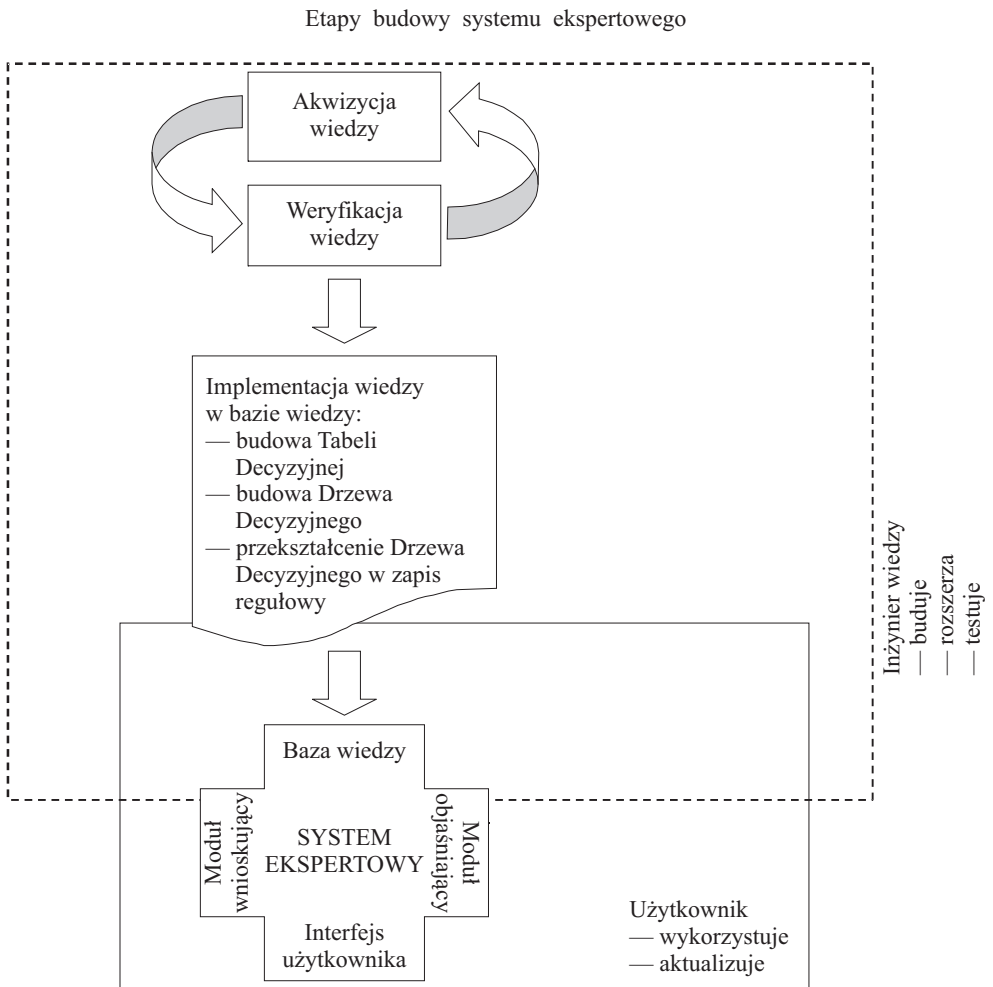 Etapy budowy systemu ekspertowego
Akwizycja
wiedzy
Weryfikacja
wiedzy
Implementacja wiedzy
w bazie wiedzy:
— budowa Tabeli
Decyzyjnej
— budowa Drzewa
Decyzyjnego
— przekształcenie Drzewa
Decyzyjnego w zapis
regułowy
Inżynier wiedzy
— buduje
— rozszerza
— testuje
Baza wiedzy
Moduł
wnioskujący
SYSTEM
EKSPERTOWY
Moduł
objaśniający
Interfejs
użytkownika
Użytkownik
— wykorzystuje
— aktualizuje